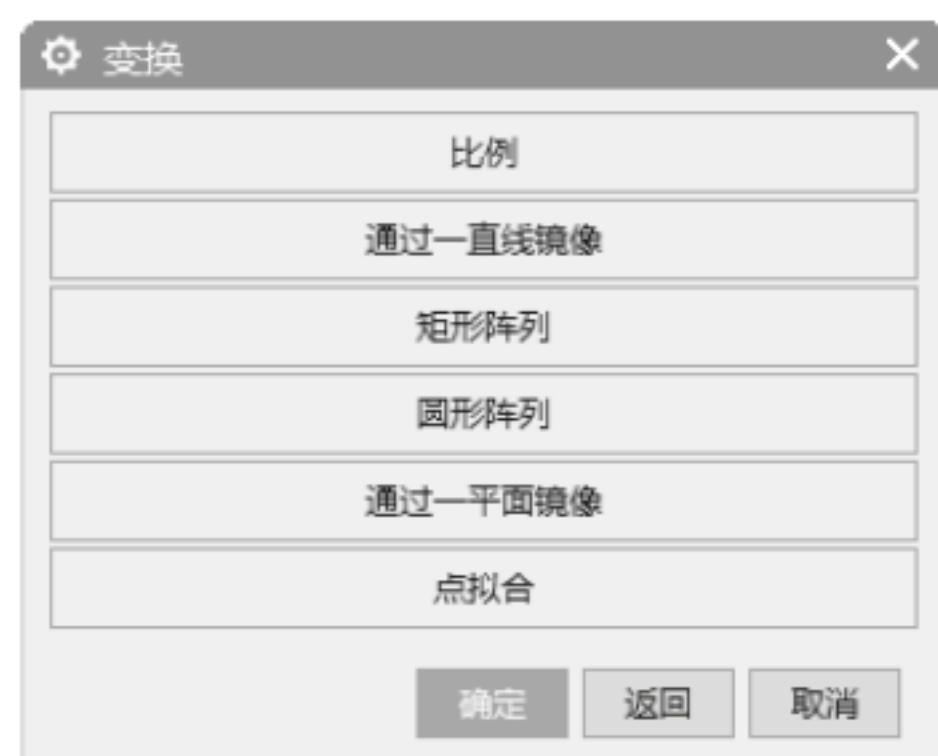 变换
比例
通过一直线镜像
矩形阵列
圆形阵列
通过一平面镜像
点拟合
确定 返回 取消